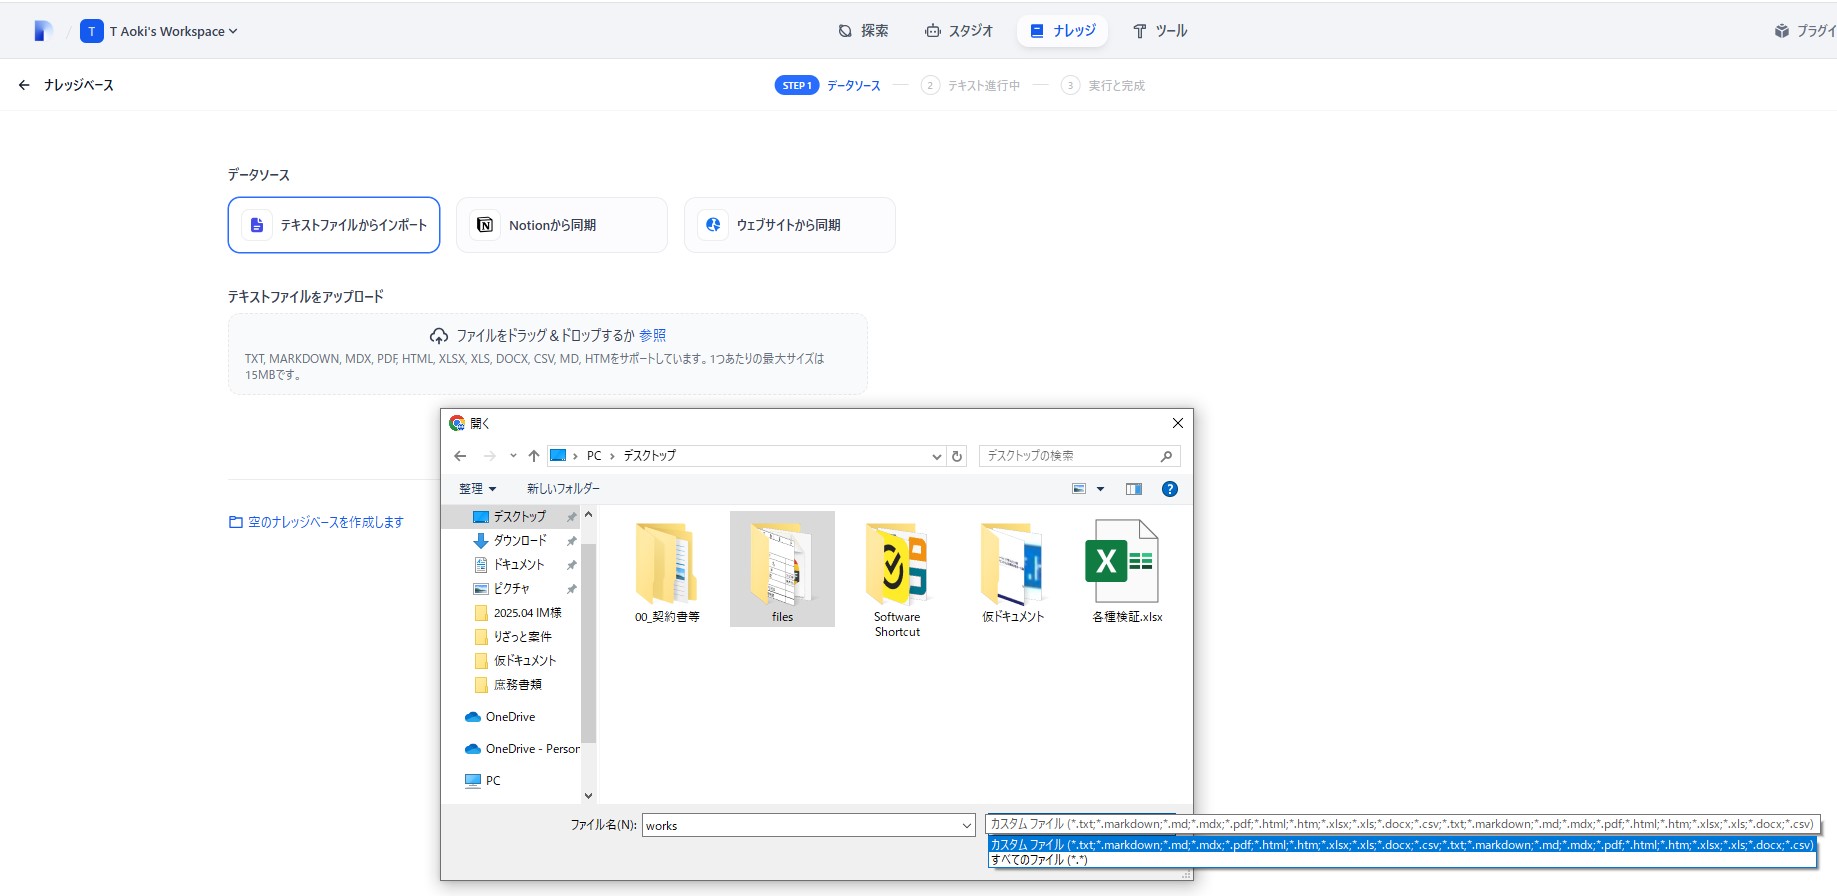 T T Aoki's Workspace
探索
スタジオ
ナレッジ
ツール
プラグイ
ナレッジベース
STEP 1 データソース
2 テキスト進行中
3 実行と完成
データソース
テキストファイルからインポート
Notionから同期
ウェブサイトから同期
テキストファイルをアップロード
ファイルをドラッグ&ドロップするか 参照
TXT, MARKDOWN, MDX, PDF, HTML, XLSX, XLS, DOCX, CSV, MD, HTMをサポートしています。1つあたりの最大サイズは
15MBです。
空のナレッジベースを作成します
開く
PC › デスクトップ
デスクトップの検索
整理
新しいフォルダー
デスクトップ
ダウンロード
ドキュメント
ピクチャ
2025.04 IM様
りざっと案件
仮ドキュメント
庶務書類
OneDrive
OneDrive - Person
PC
00_契約書等
files
Software
Shortcut
仮ドキュメント
各種検証.xlsx
ファイル名(N):
works
カスタム ファイル (*.txt;*.markdown;*.md;*.mdx;*.pdf;*.html;*.htm;*.xlsx;*.xls;*.docx;*.csv;*.txt;*.markdown;*.md;*.mdx;*.pdf;*.html;*.htm;*.xlsx;*.xls;*.docx;*.csv)
カスタム ファイル (*.txt;*.markdown;*.md;*.mdx;*.pdf;*.html;*.htm;*.xlsx;*.xls;*.docx;*.csv;*.txt;*.markdown;*.md;*.mdx;*.pdf;*.html;*.htm;*.xlsx;*.xls;*.docx;*.csv)
すべてのファイル (*.*)